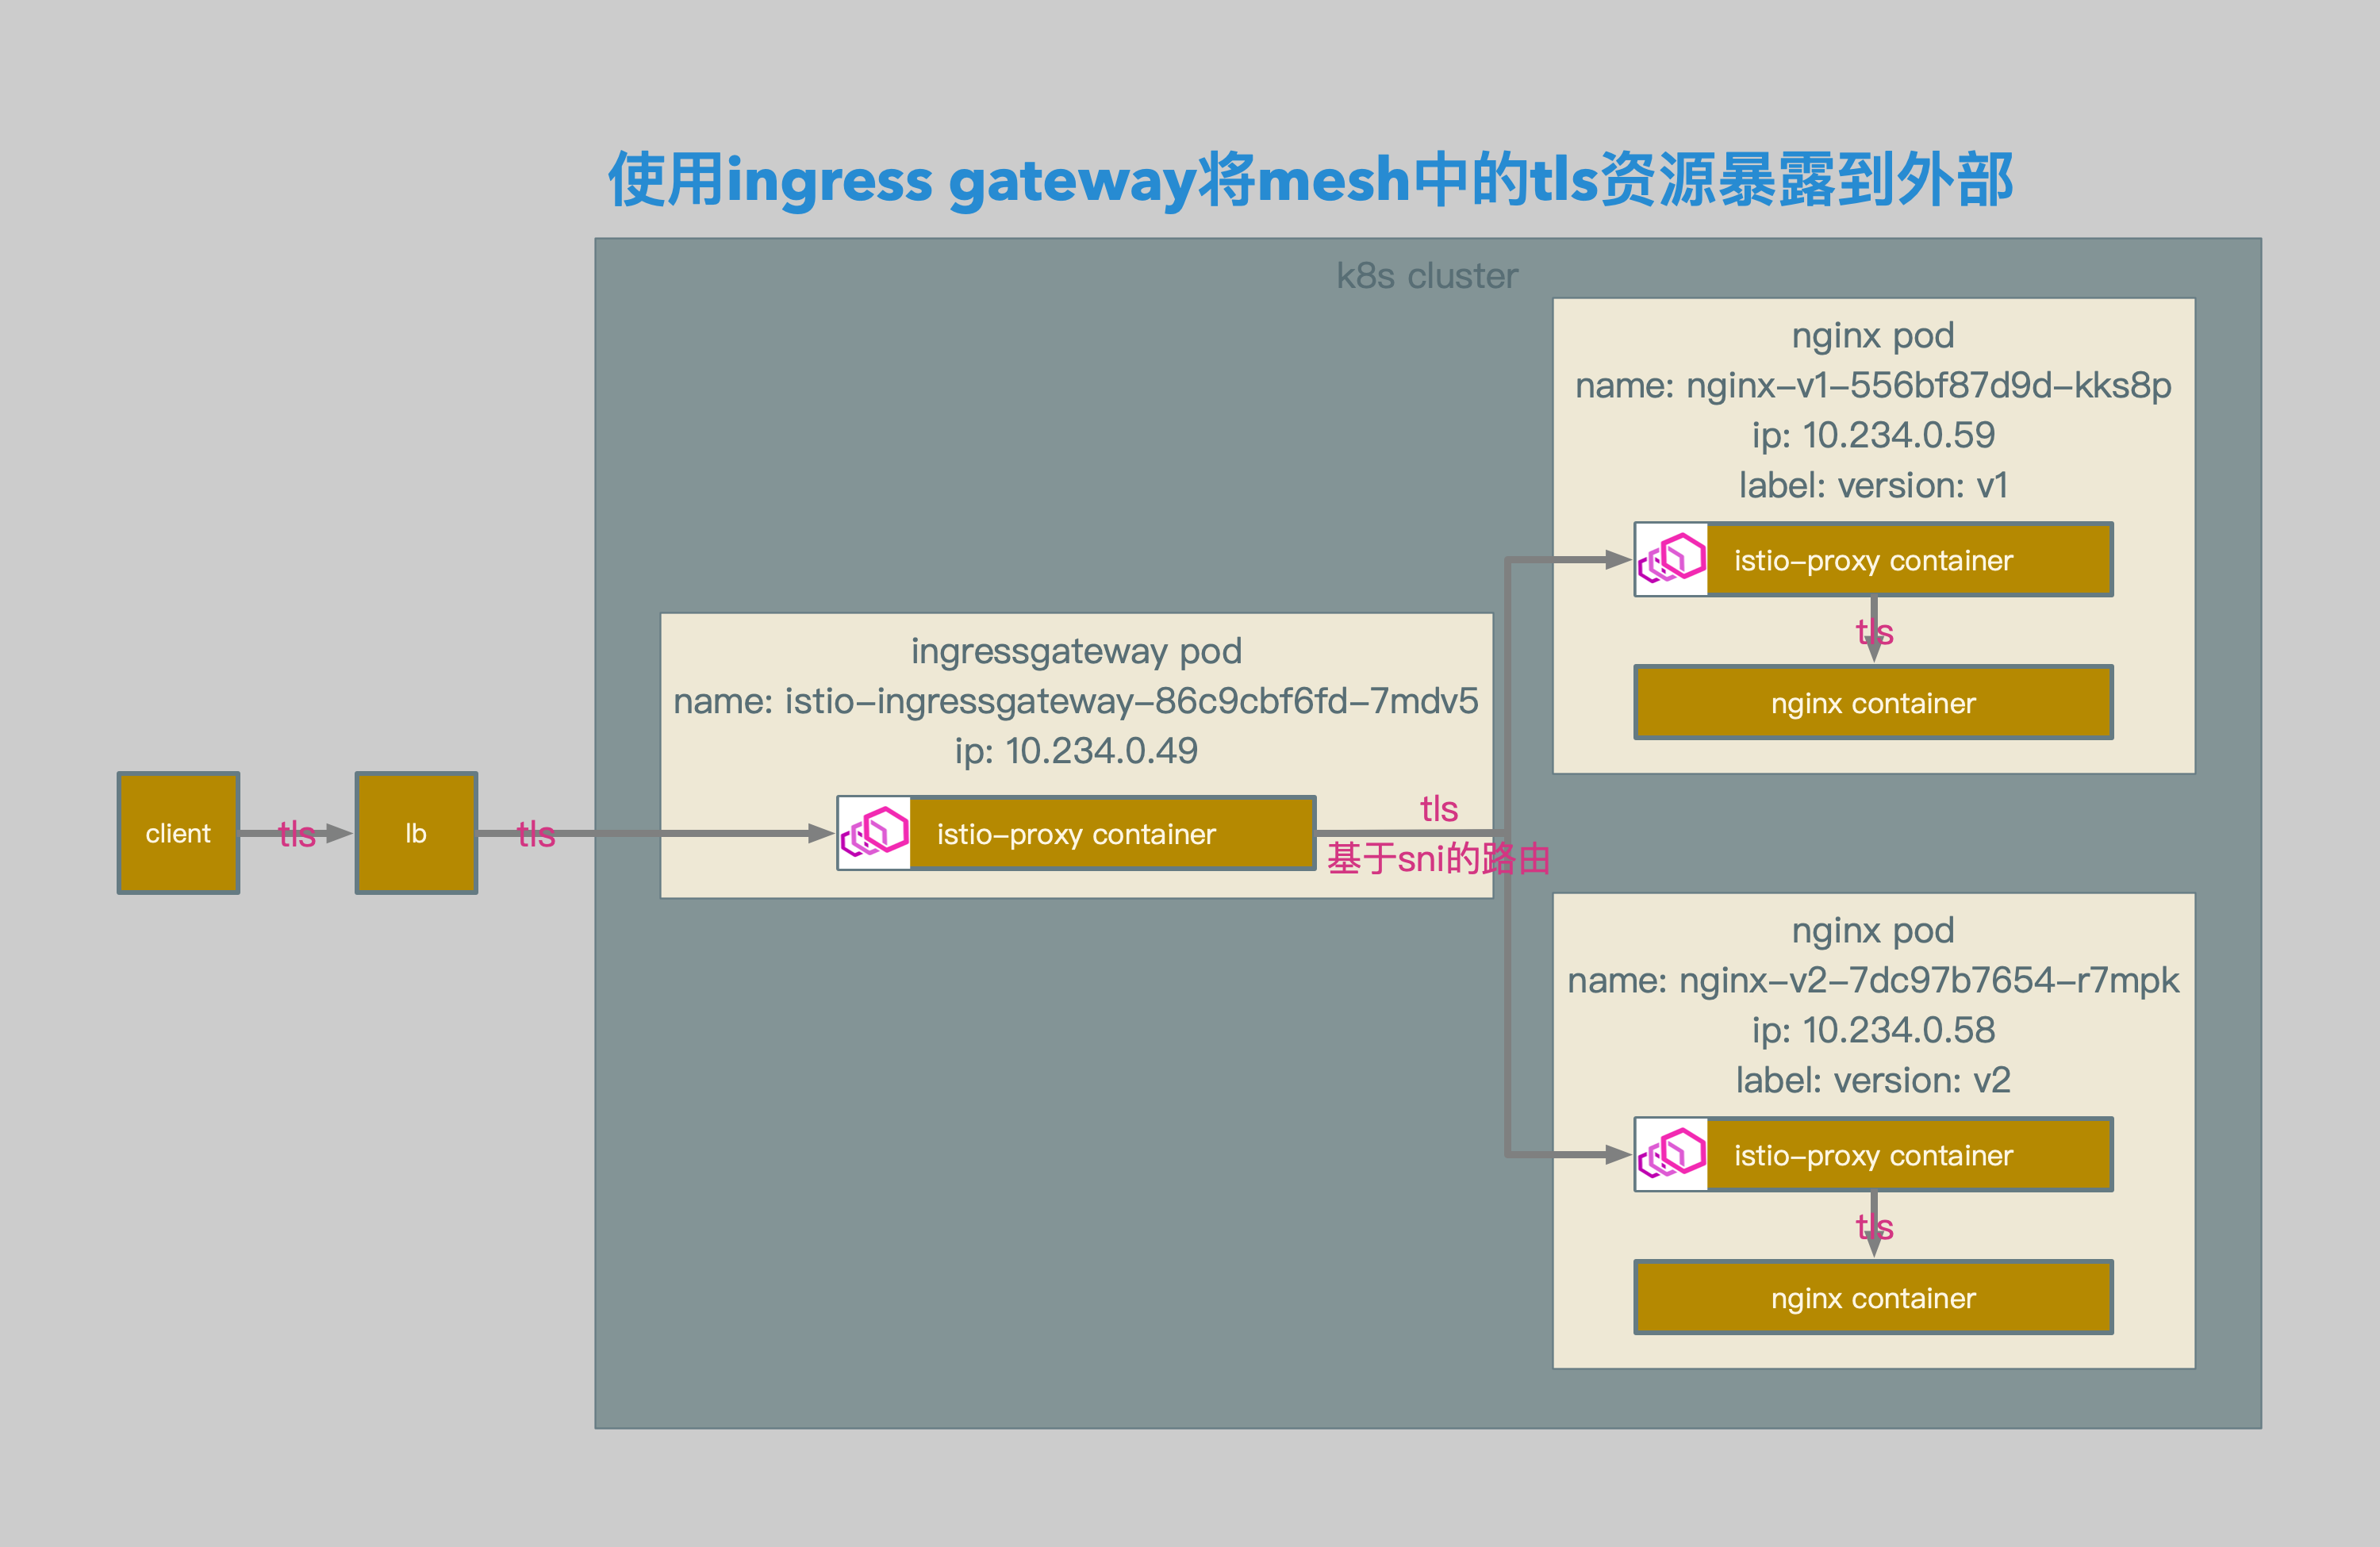 使用ingress gateway将mesh中的tls资源暴露到外部
k8s cluster
nginx pod
name: nginx-v1-556bf87d9d-kks8p
ip: 10.234.0.59
label: version: v1
istio-proxy container
tls
nginx container
ingressgateway pod
name: istio-ingressgateway-86c9cbf6fd-7mdv5
ip: 10.234.0.49
client
tls
lb
tls
istio-proxy container
tls
基于sni的路由
nginx pod
name: nginx-v2-7dc97b7654-r7mpk
ip: 10.234.0.58
label: version: v2
istio-proxy container
tls
nginx container